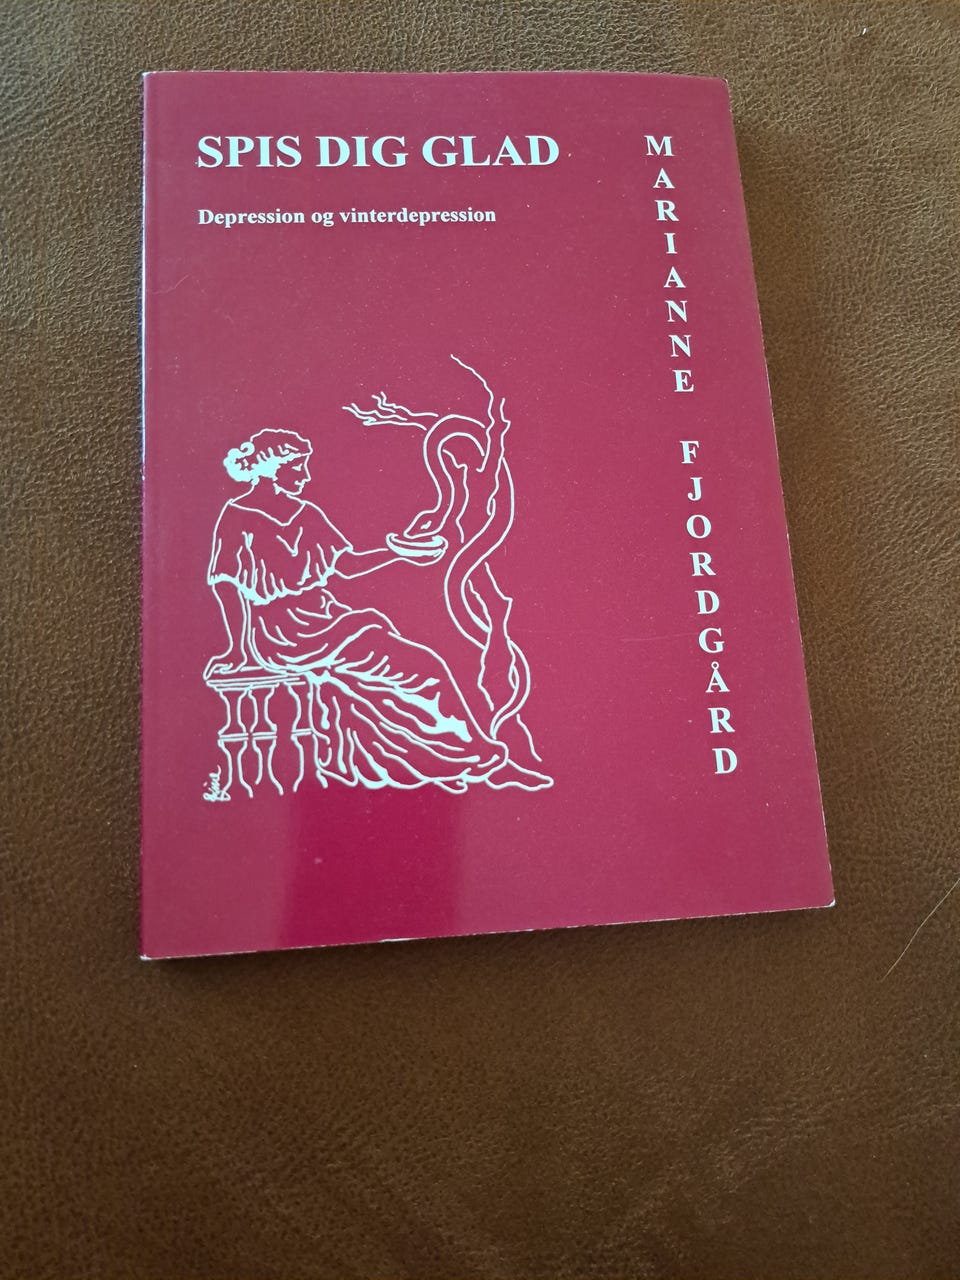 SPIS DIG GLAD
Depression og vinterdepression
MARIANNE FJORDGÅRD